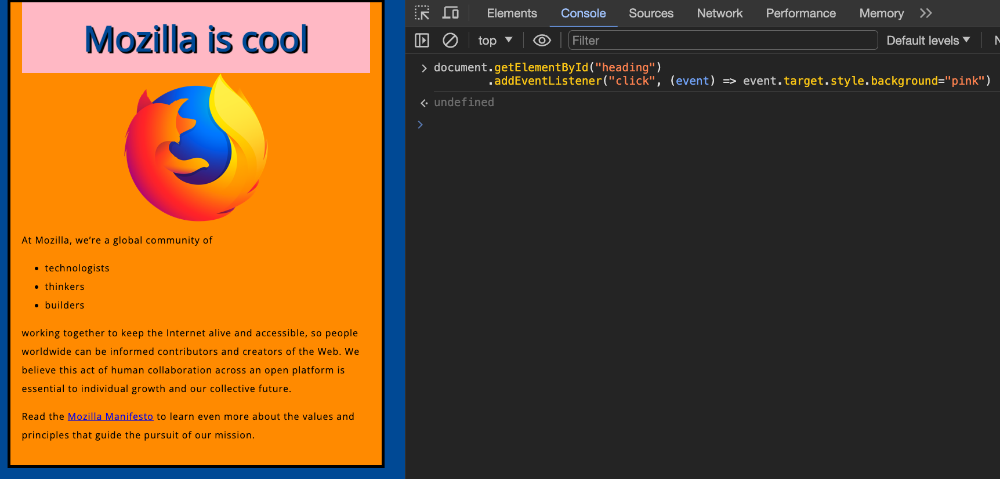 Mozilla is cool
At Mozilla, we’re a global community of
technologists
thinkers
builders
working together to keep the Internet alive and accessible, so people
worldwide can be informed contributors and creators of the Web. We
believe this act of human collaboration across an open platform is
essential to individual growth and our collective future.
Read the Mozilla Manifesto to learn even more about the values and
principles that guide the pursuit of our mission.
Elements Console Sources Network Performance Memory
top Filter Default levels N
document.getElementById("heading")
.addEventListener("click", (event) => event.target.style.background="pink")
undefined